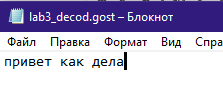 lab3_decod.gost – Блокнот
Файл Правка Формат Вид Спра
привет как дела